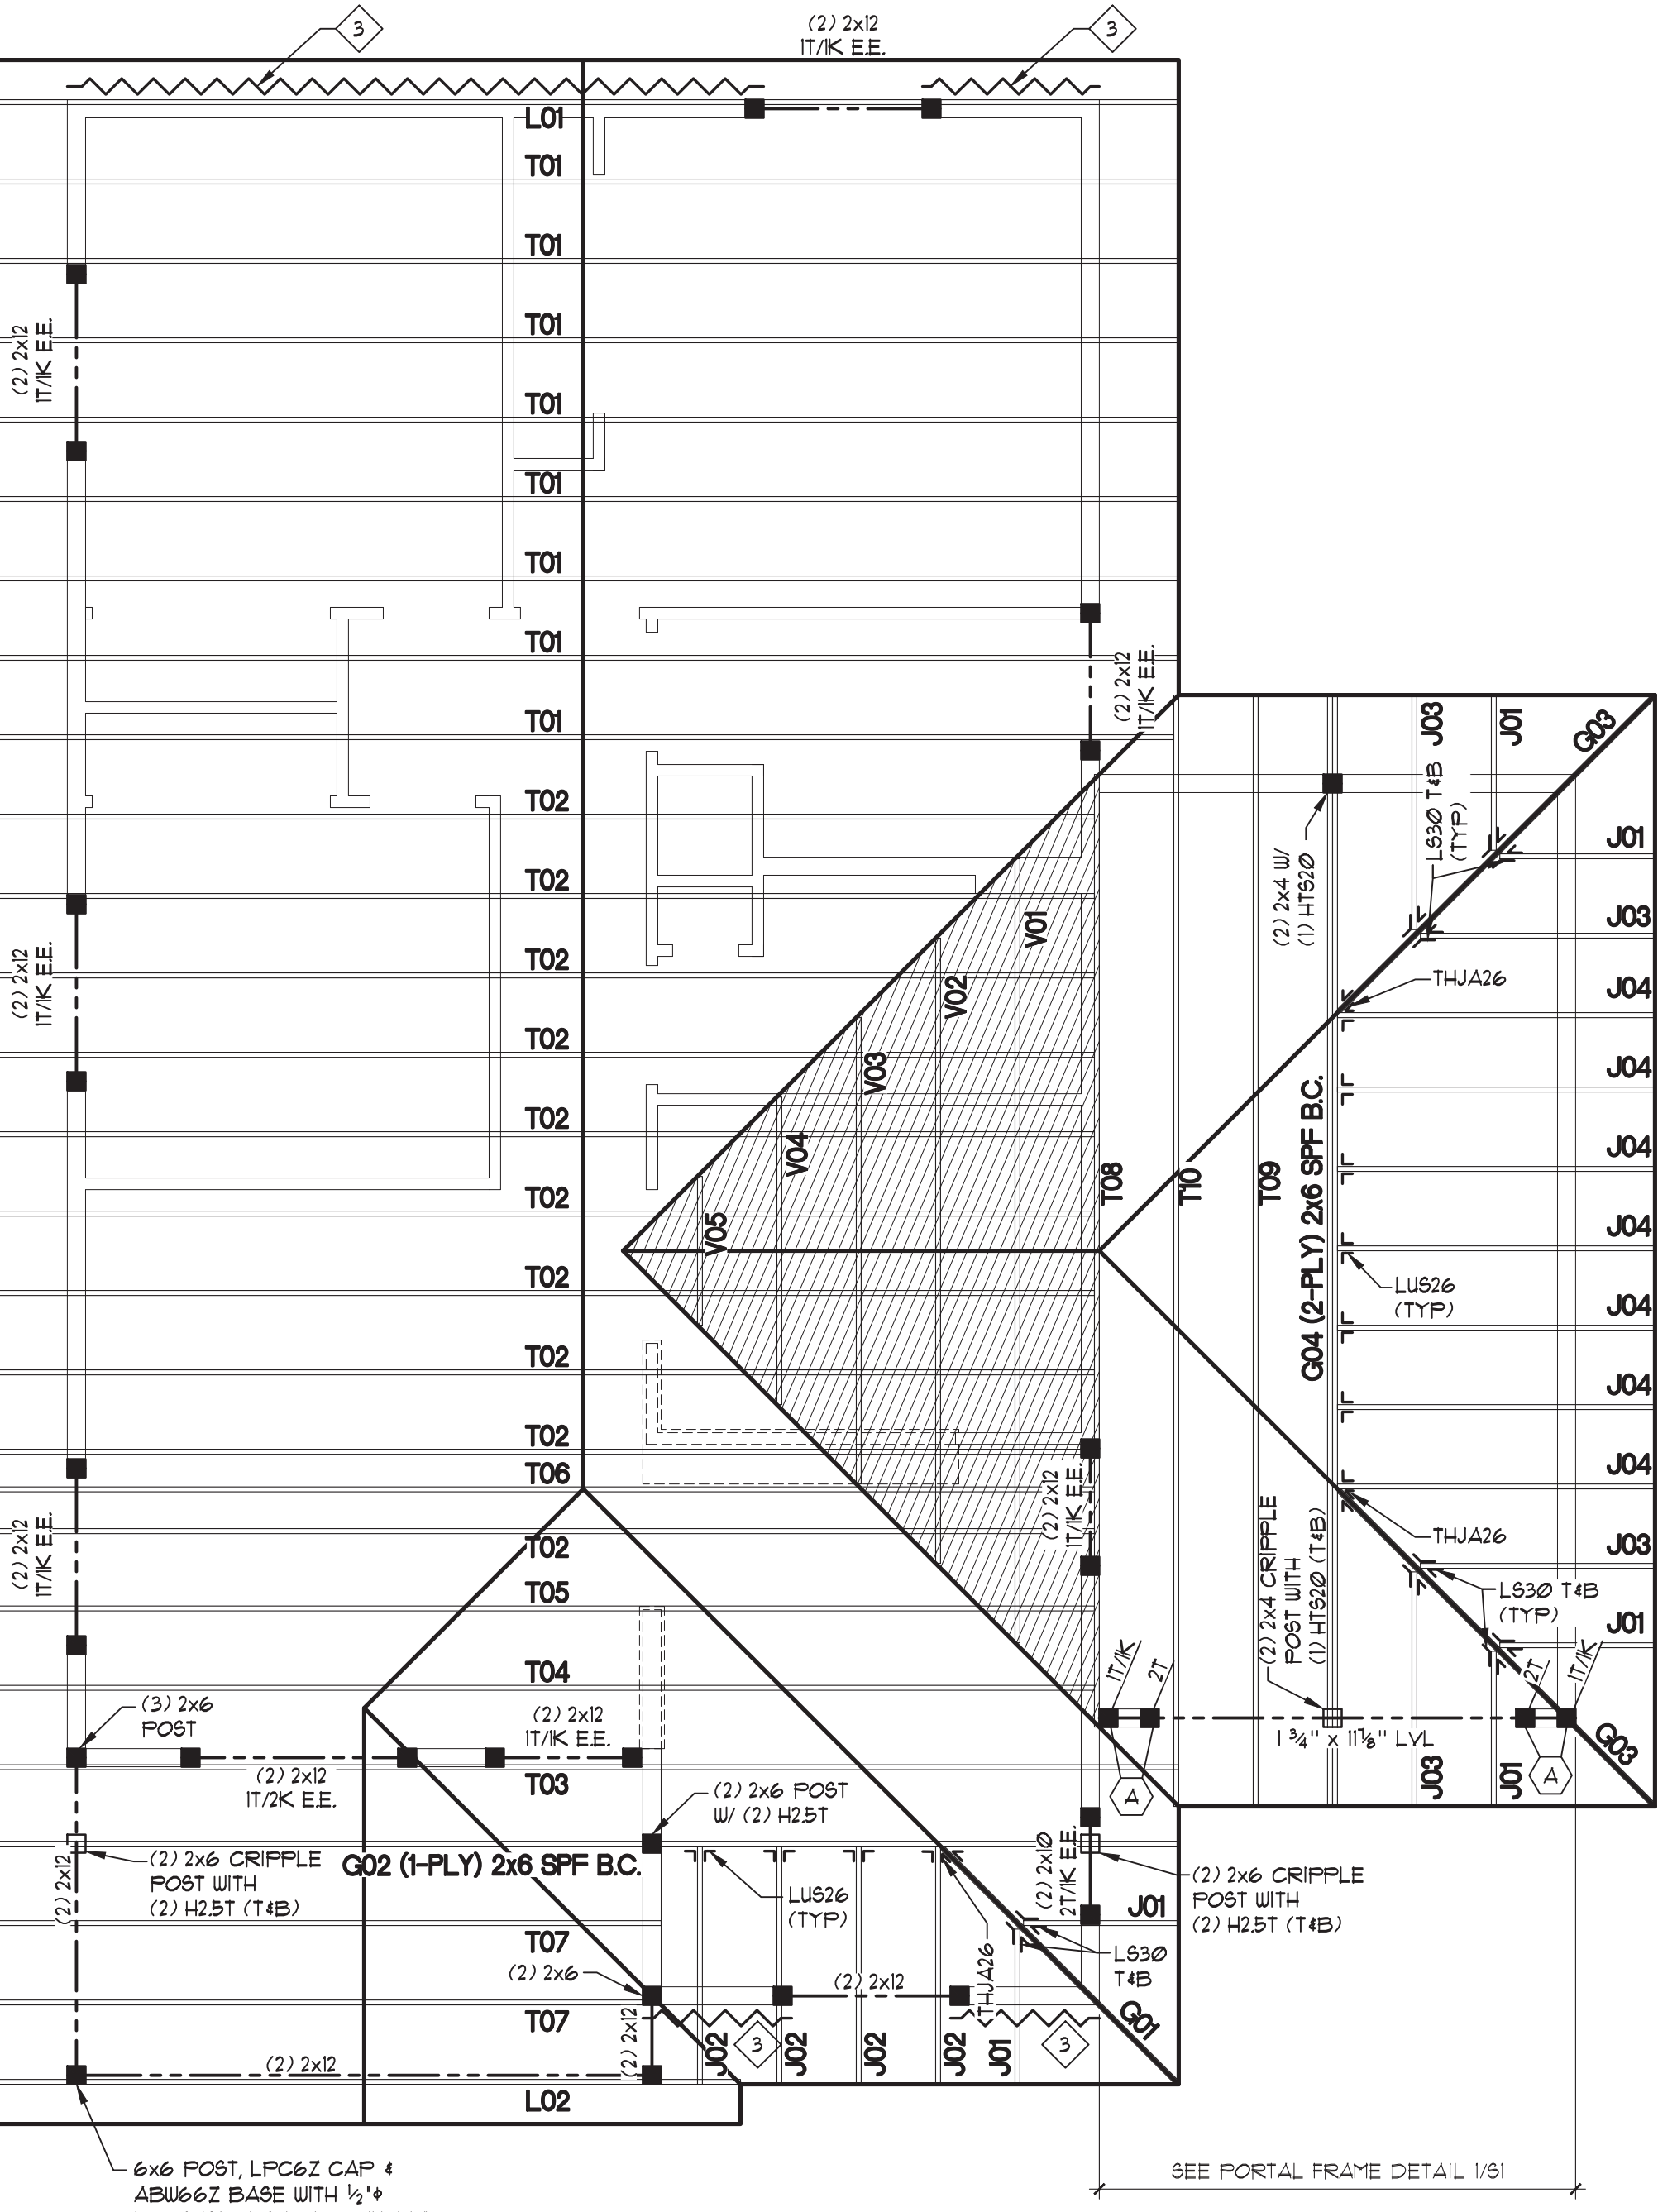 3
(2) 2x12
1T/1K E.E.
3
L01
T01
T01
T01
(2) 2x12
1T/1K E.E.
T01
T01
T01
T01
(2) 2x12
1T/1K E.E.
T01
J03
J01
G03
T02
LS30 T&B
(TYP)
J01
(2) 2x4 W/
(1) HTS20
T02
V01
J03
(2) 2x12
1T/1K E.E.
T02
V02
THJA26
J04
T02
V03
J04
T02
V04
J04
T08
T10
T09
G04 (2-PLY) 2x6 SPF B.C.
T02
V05
J04
T02
LUS26
(TYP)
J04
T02
J04
T02
J04
T06
(2) 2x12
1T/1K E.E.
(2) 2x12
1T/1K E.E.
(2) 2x4 CRIPPLE
POST WITH
(1) HTS20 (T&B)
THJA26
J03
T02
T05
LS30 T&B
(TYP)
J01
T04
1T/1K
2T
2T
1T/1K
(3) 2x6
POST
(2) 2x12
1T/1K E.E.
1 3/4" x 11 7/8" LVL
G03
(2) 2x12
1T/2K E.E.
T03
A
J03
J01
A
(2) 2x6 POST
W/ (2) H2.5T
(2) 2x12
(2) 2x6 CRIPPLE
POST WITH
(2) H2.5T (T&B)
G02 (1-PLY) 2x6 SPF B.C.
LUS26
(TYP)
(2) 2x10
2T/1K E.E.
J01
(2) 2x6 CRIPPLE
POST WITH
(2) H2.5T (T&B)
T07
THJA26
LS30
T&B
(2) 2x6
(2) 2x12
T07
(2) 2x12
J02
3
J02
J02
J02
J01
3
G01
(2) 2x12
L02
6x6 POST, LPC6Z CAP &
ABW66Z BASE WITH 1/2"φ
SEE PORTAL FRAME DETAIL 1/S1